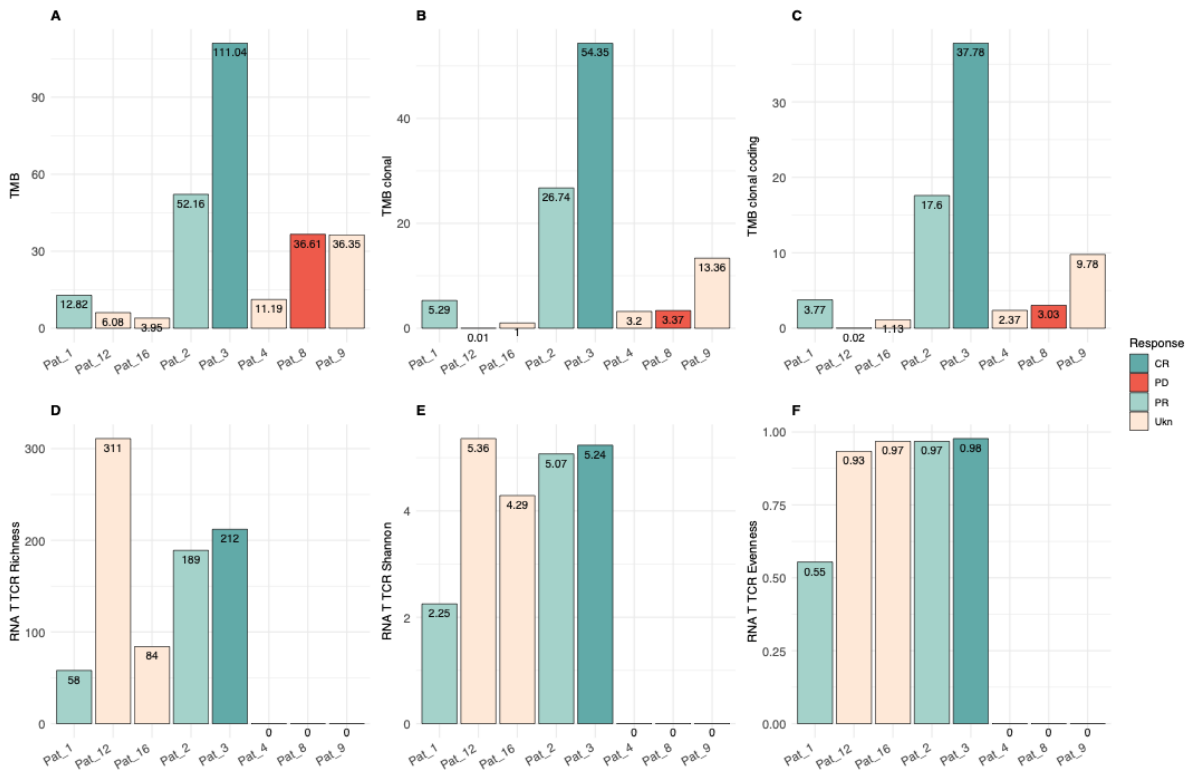 A
TMB
90
60
30
0
12.82
6.08
3.95
52.16
111.04
11.19
36.61
36.35
Pat_1
Pat_12
Pat_16
Pat_2
Pat_3
Pat_4
Pat_8
Pat_9
B
TMB clonal
40
20
0
5.29
0.01
1
26.74
54.35
3.2
3.37
13.36
Pat_1
Pat_12
Pat_16
Pat_2
Pat_3
Pat_4
Pat_8
Pat_9
C
TMB clonal coding
30
20
10
0
3.77
0.02
1.13
17.6
37.78
2.37
3.03
9.78
Pat_1
Pat_12
Pat_16
Pat_2
Pat_3
Pat_4
Pat_8
Pat_9
Response
CR
PD
PR
Ukn
D
RNA T TCR Richness
300
200
100
0
58
311
84
189
212
0
0
0
Pat_1
Pat_12
Pat_16
Pat_2
Pat_3
Pat_4
Pat_8
Pat_9
E
RNA T TCR Shannon
4
2
0
2.25
5.36
4.29
5.07
5.24
0
0
0
Pat_1
Pat_12
Pat_16
Pat_2
Pat_3
Pat_4
Pat_8
Pat_9
F
RNA T TCR Evenness
1.00
0.75
0.50
0.25
0.00
0.55
0.93
0.97
0.97
0.98
0
0
0
Pat_1
Pat_12
Pat_16
Pat_2
Pat_3
Pat_4
Pat_8
Pat_9